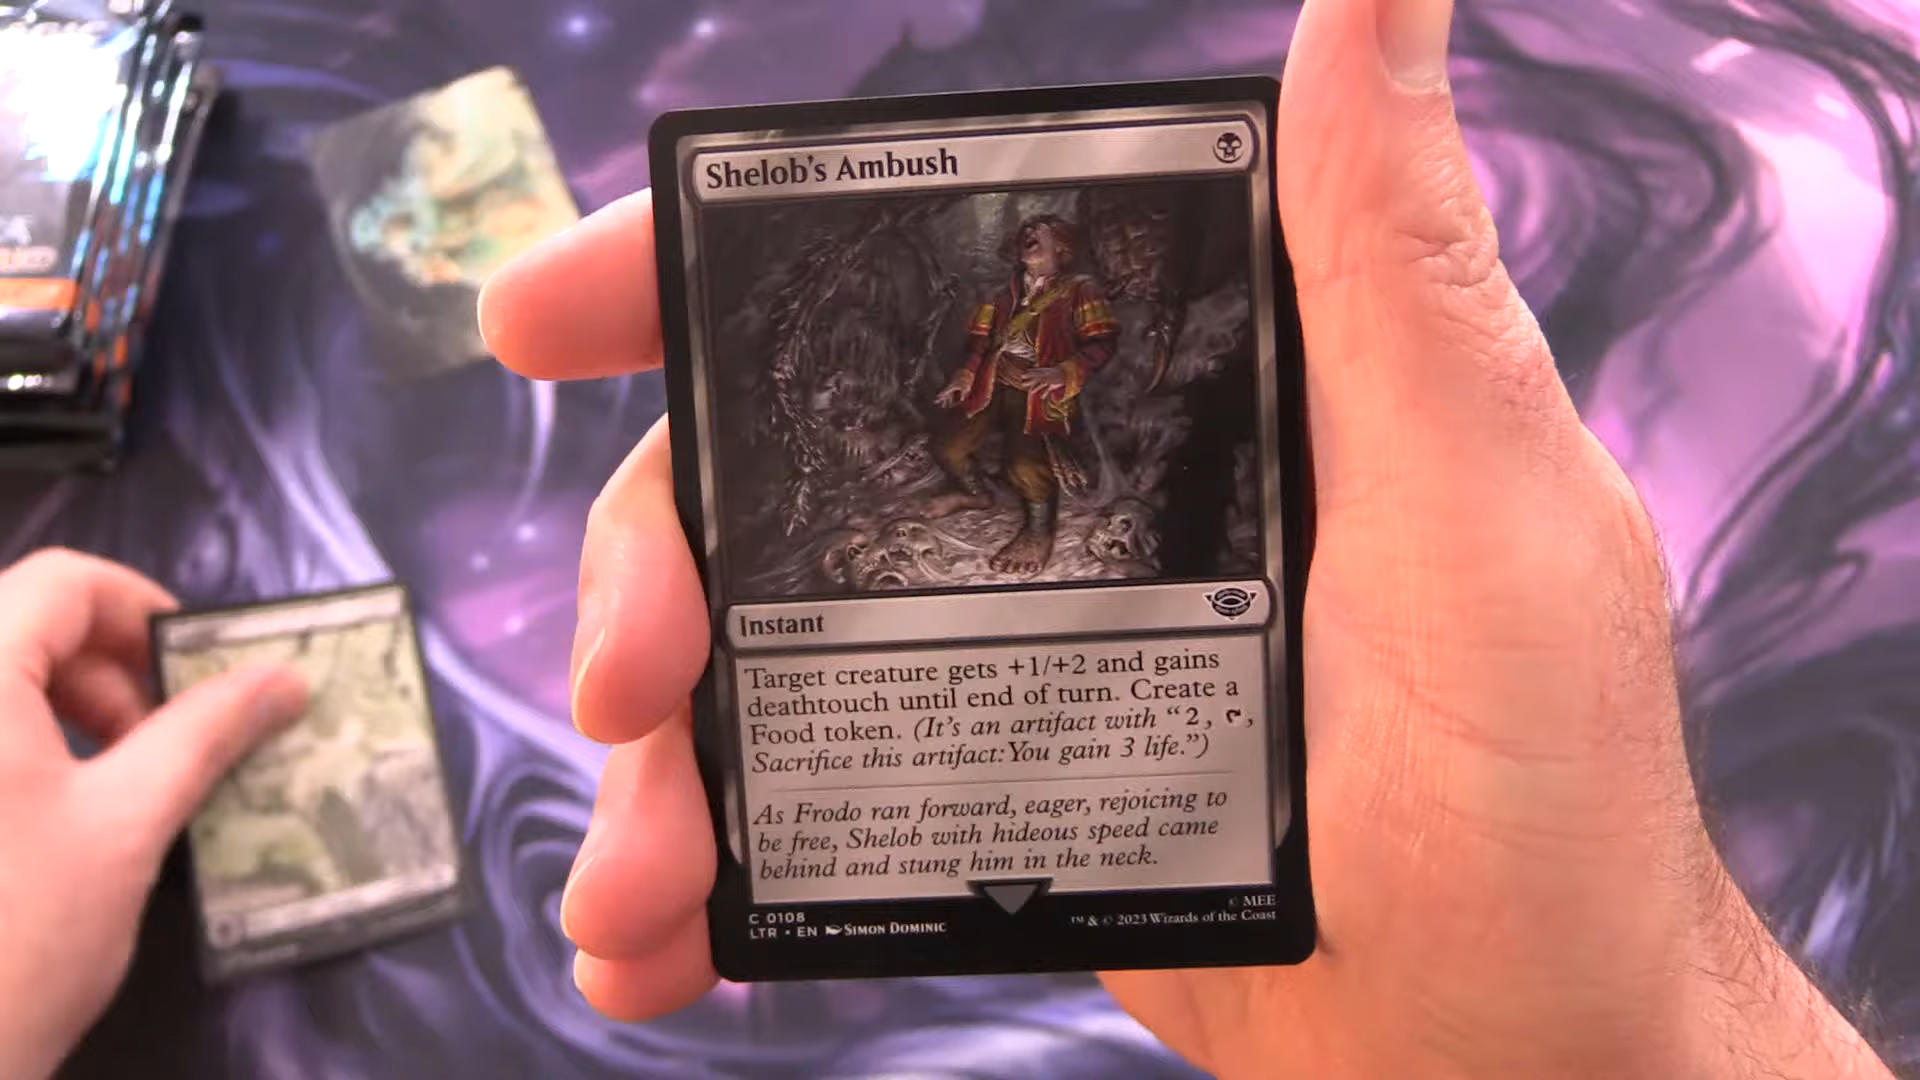 Shelob's Ambush
Instant
Target creature gets +1/+2 and gains
deathtouch until end of turn. Create a
Food token. (It's an artifact with “2, ,
Sacrifice this artifact: You gain 3 life.”)
As Frodo ran forward, eager, rejoicing to
be free, Shelob with hideous speed came
behind and stung him in the neck.
C 0108
LTR • EN SIMON DOMINIC
© MEE
™ & © 2023 Wizards of the Coast